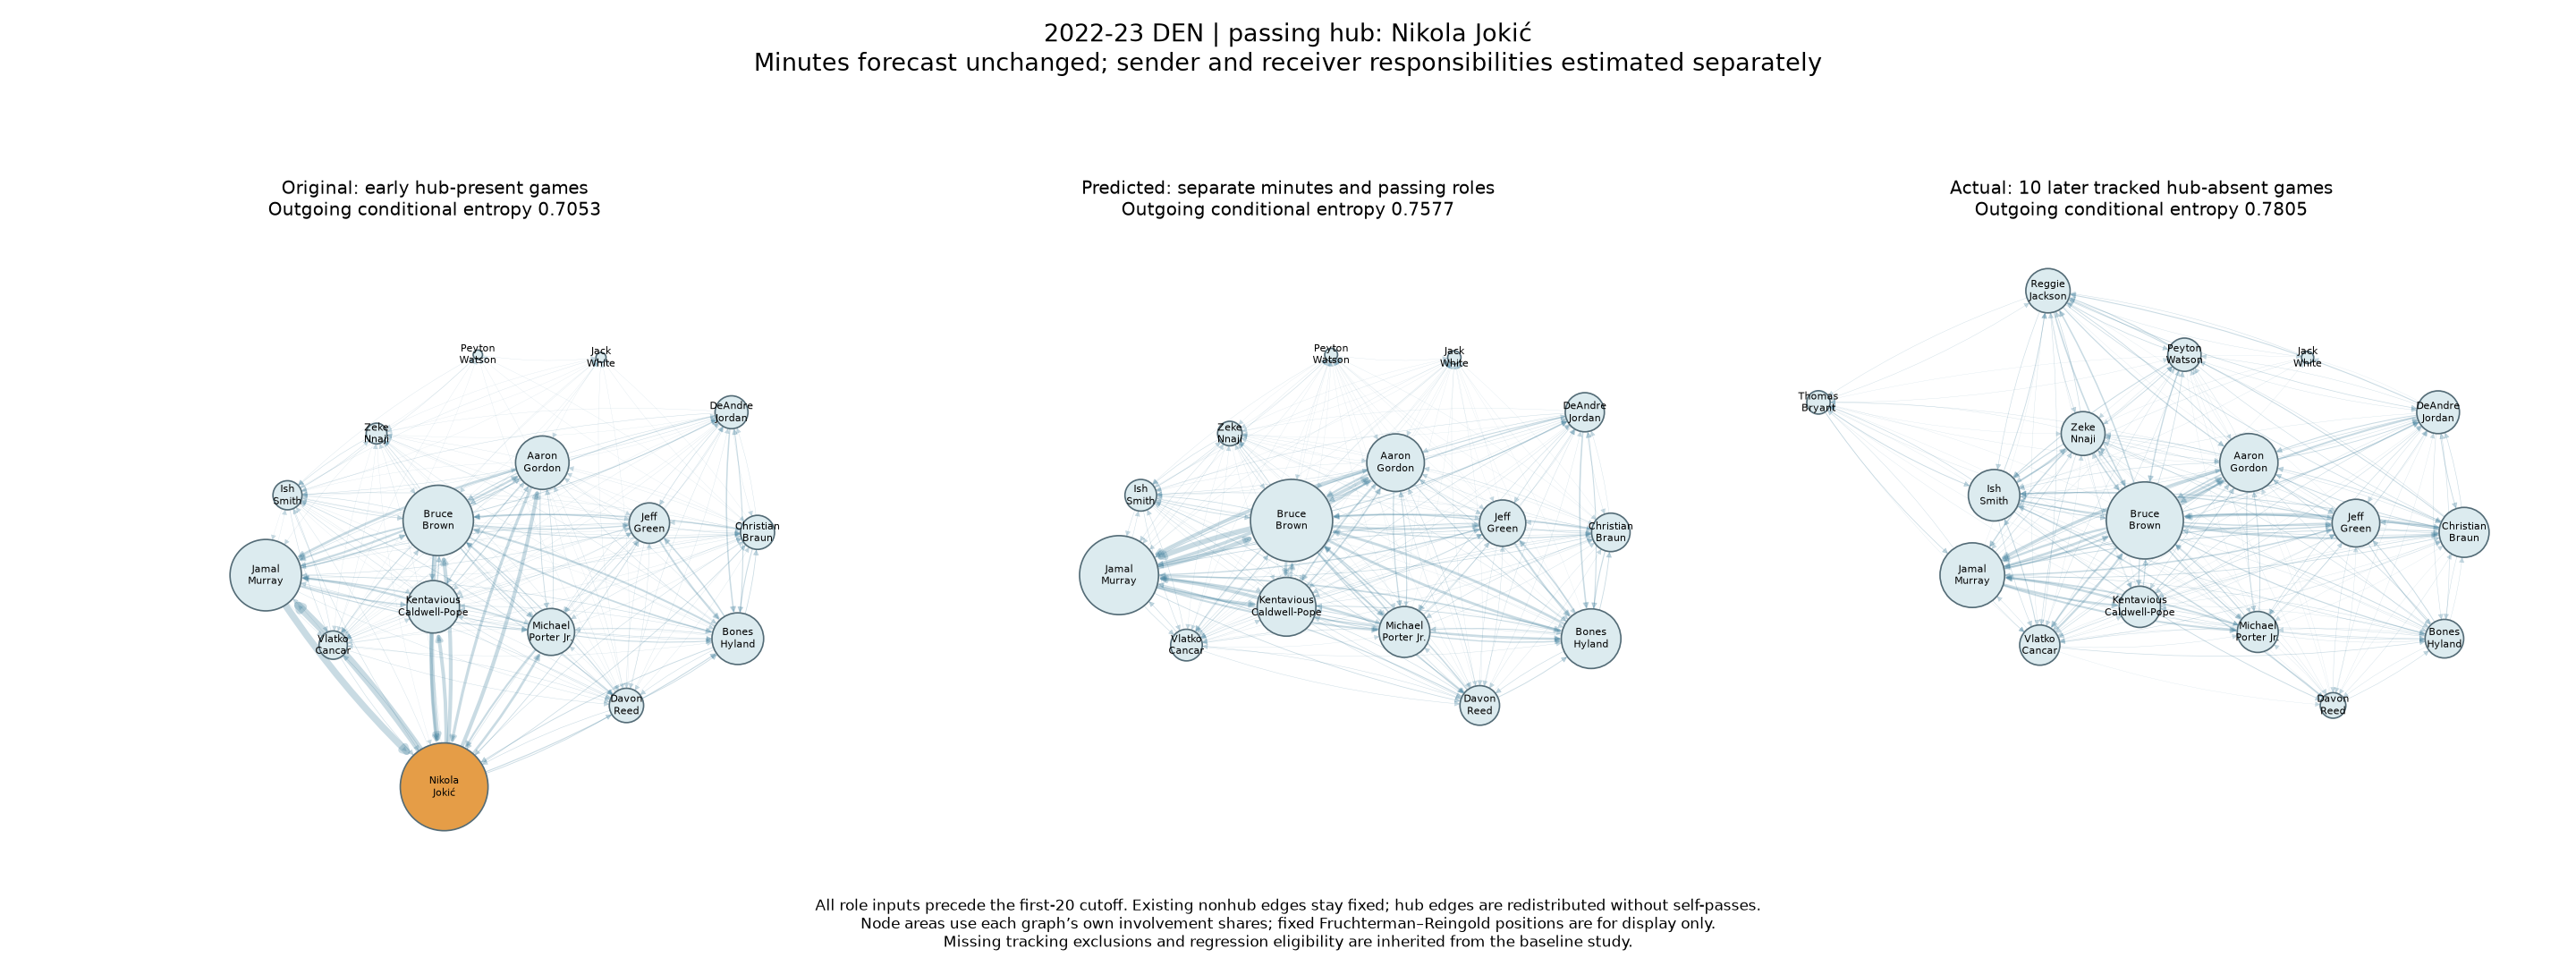 2022-23 DEN | passing hub: Nikola Jokić
Minutes forecast unchanged; sender and receiver responsibilities estimated separately
Original: early hub-present games
Outgoing conditional entropy 0.7053
Peyton
Watson
Jack
White
DeAndre
Jordan
Zeke
Nnaji
Aaron
Gordon
Ish
Smith
Bruce
Brown
Jeff
Green
Christian
Braun
Jamal
Murray
Kentavious
Caldwell-Pope
Michael
Porter Jr.
Bones
Hyland
Vlatko
Cancar
Davon
Reed
Nikola
Jokić
Predicted: separate minutes and passing roles
Outgoing conditional entropy 0.7577
Peyton
Watson
Jack
White
DeAndre
Jordan
Zeke
Nnaji
Aaron
Gordon
Ish
Smith
Bruce
Brown
Jeff
Green
Christian
Braun
Jamal
Murray
Kentavious
Caldwell-Pope
Michael
Porter Jr.
Bones
Hyland
Vlatko
Cancar
Davon
Reed
Actual: 10 later tracked hub-absent games
Outgoing conditional entropy 0.7805
Reggie
Jackson
Peyton
Watson
Jack
White
Thomas
Bryant
DeAndre
Jordan
Zeke
Nnaji
Aaron
Gordon
Ish
Smith
Bruce
Brown
Jeff
Green
Christian
Braun
Jamal
Murray
Kentavious
Caldwell-Pope
Michael
Porter Jr.
Bones
Hyland
Vlatko
Cancar
Davon
Reed
All role inputs precede the first-20 cutoff. Existing nonhub edges stay fixed; hub edges are redistributed without self-passes.
Node areas use each graph’s own involvement shares; fixed Fruchterman–Reingold positions are for display only.
Missing tracking exclusions and regression eligibility are inherited from the baseline study.